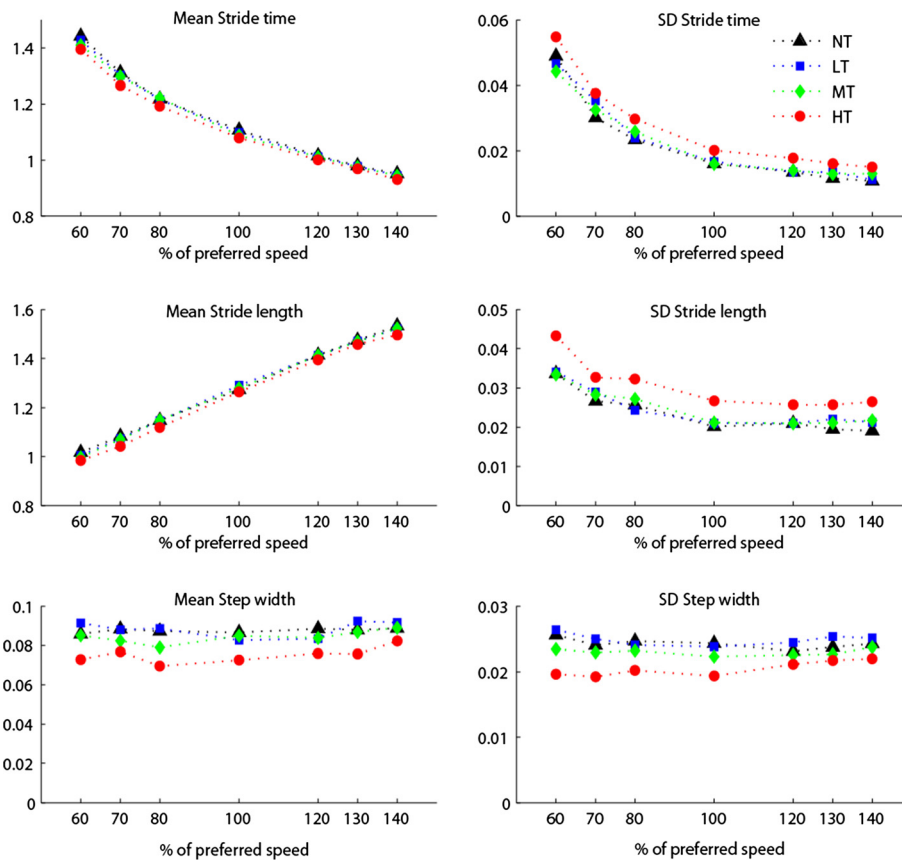 Mean Stride time
1.4
1.2
1
0.8
60 70 80 100 120 130 140
% of preferred speed
SD Stride time
0.06
0.04
0.02
0
NT
LT
MT
HT
60 70 80 100 120 130 140
% of preferred speed
Mean Stride length
1.6
1.4
1.2
1
0.8
60 70 80 100 120 130 140
% of preferred speed
SD Stride length
0.05
0.04
0.03
0.02
0.01
0
60 70 80 100 120 130 140
% of preferred speed
Mean Step width
0.1
0.08
0.06
0.04
0.02
0
60 70 80 100 120 130 140
% of preferred speed
SD Step width
0.03
0.02
0.01
0
60 70 80 100 120 130 140
% of preferred speed